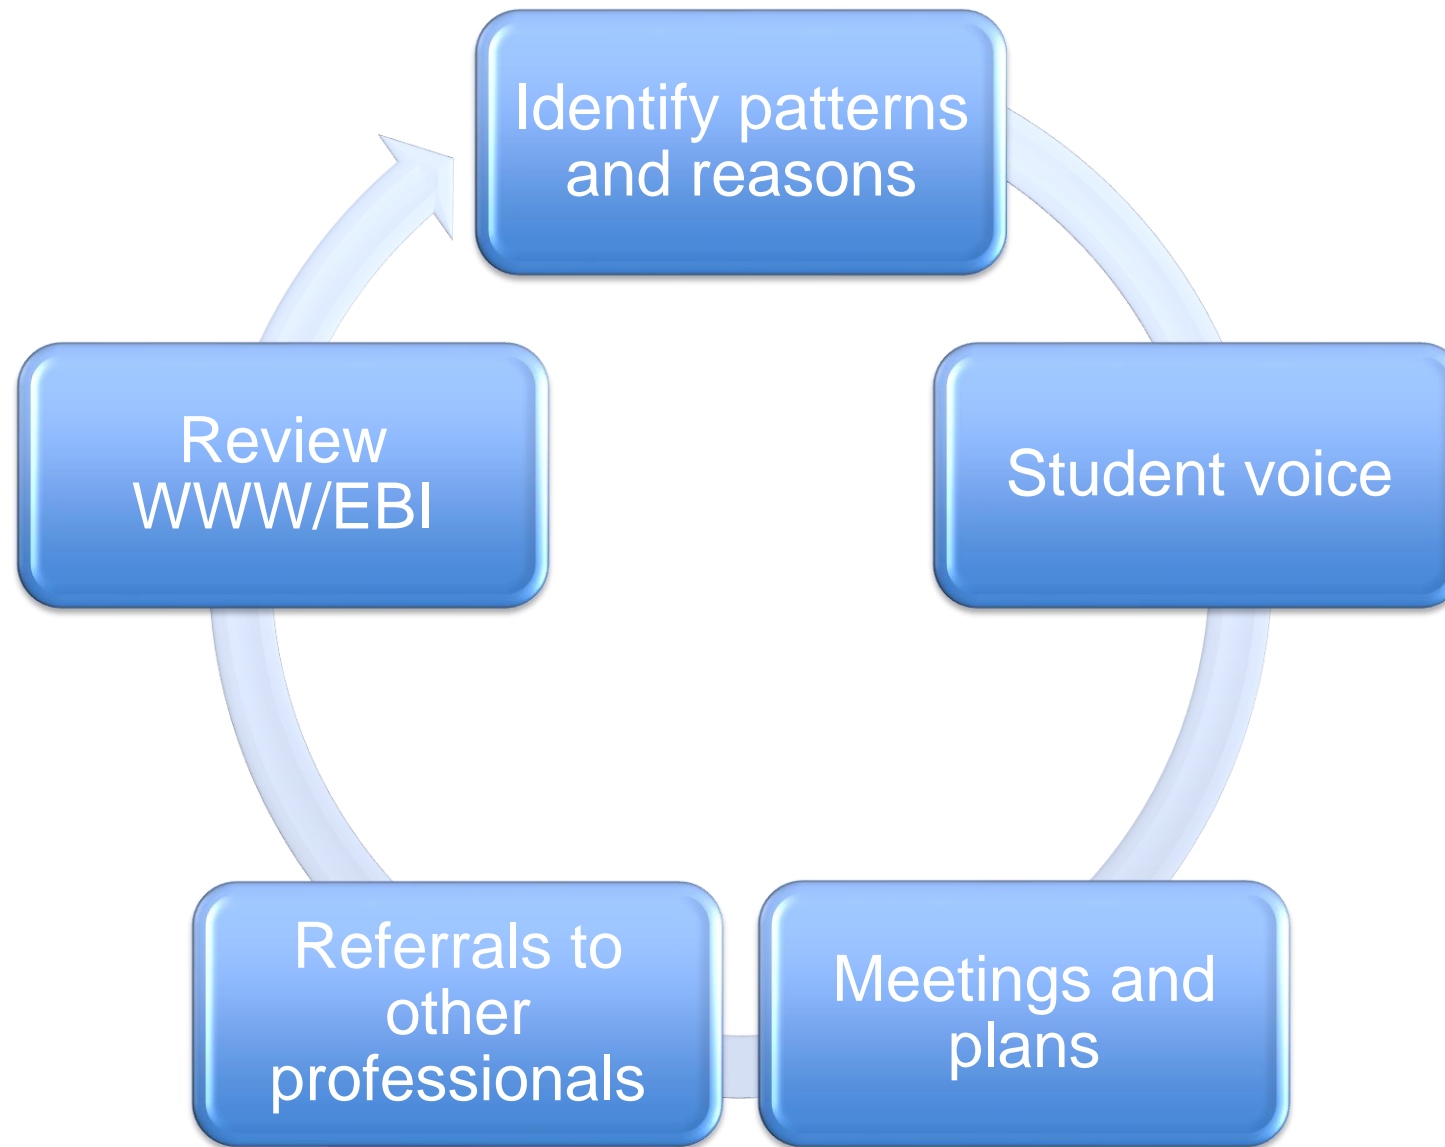 Identify patterns
and reasons
Student voice
Meetings and
plans
Referrals to
other
professionals
Review
WWW/EBI